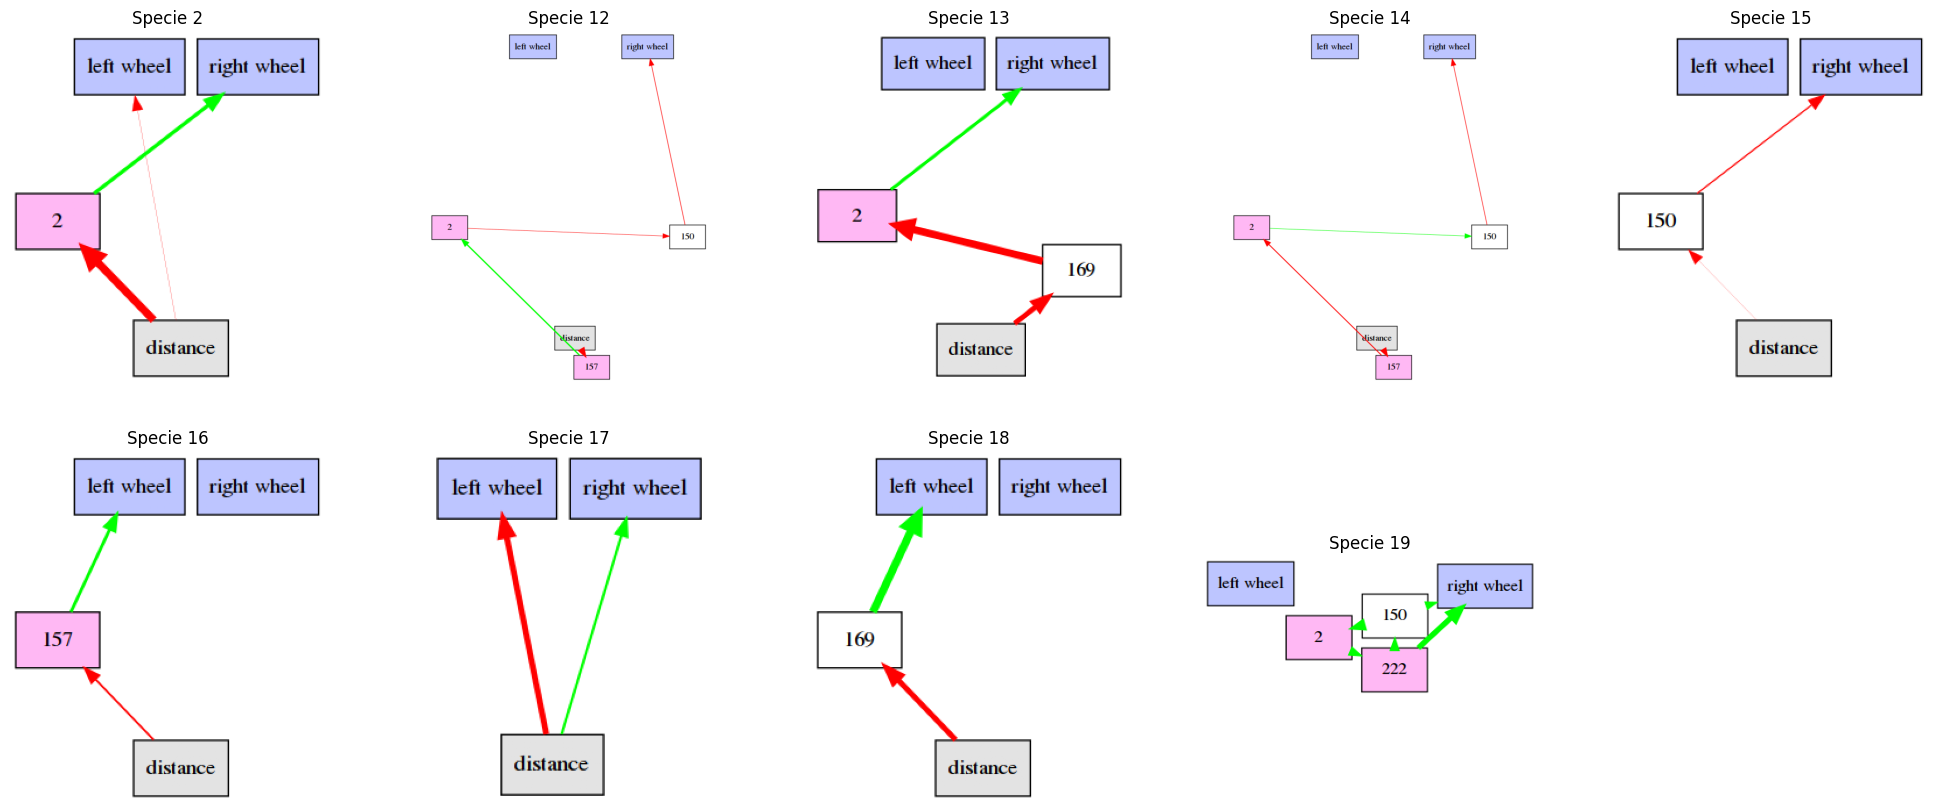 Specie 2
left wheel
right wheel
2
distance
Specie 12
left wheel
right wheel
2
150
distance
157
Specie 13
left wheel
right wheel
2
169
distance
Specie 14
left wheel
right wheel
2
150
distance
157
Specie 15
left wheel
right wheel
150
distance
Specie 16
left wheel
right wheel
157
distance
Specie 17
left wheel
right wheel
distance
Specie 18
left wheel
right wheel
169
distance
Specie 19
left wheel
right wheel
150
2
222